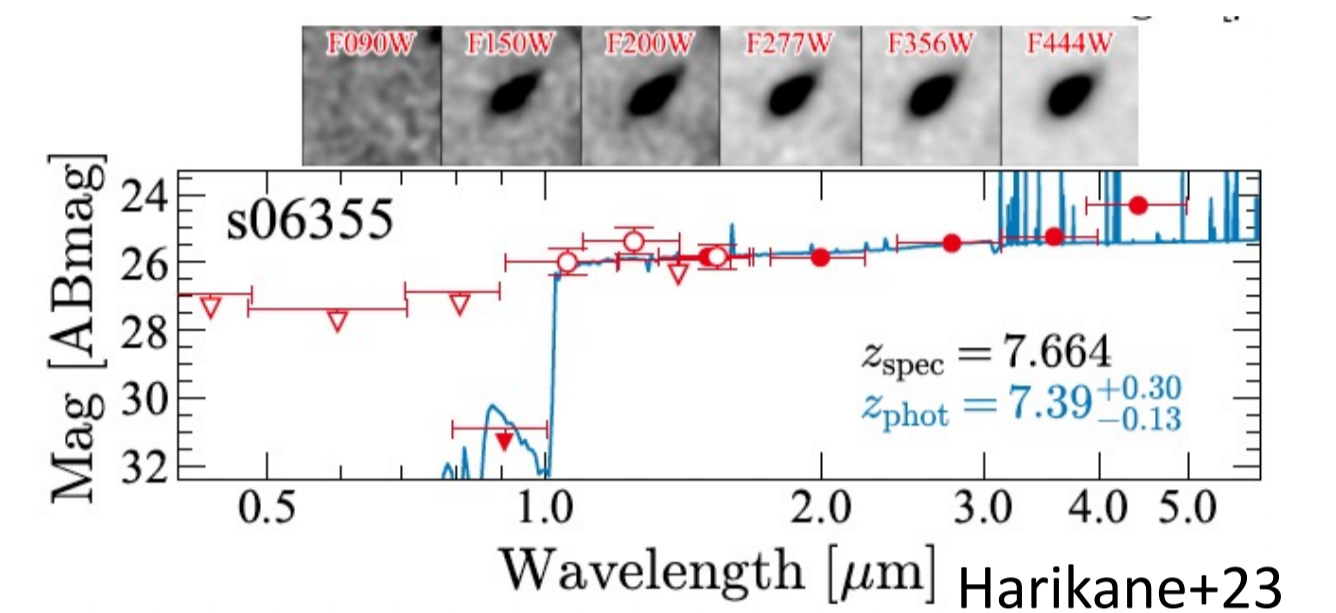 F090W F150W F200W F277W F356W F444W
s06355
24
26
28
30
32
Mag [ABmag]
z_spec = 7.664
z_phot = 7.39^{+0.30}_{-0.13}
0.5 1.0 2.0 3.0 4.0 5.0
Wavelength [μm]
Harikane+23